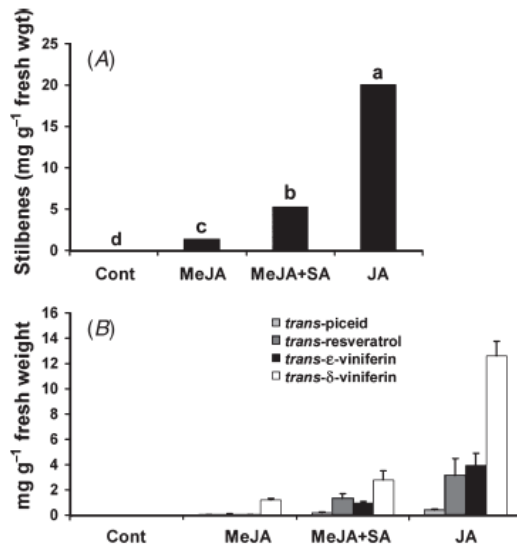 (A)
Stilbenes (mg g⁻¹ fresh wgt)
25
20
15
10
5
0
d
c
b
a
Cont MeJA MeJA+SA JA
(B)
mg g⁻¹ fresh weight
16
14
12
10
8
6
4
2
0
trans-piceid
trans-resveratrol
trans-ε-viniferin
trans-δ-viniferin
Cont MeJA MeJA+SA JA